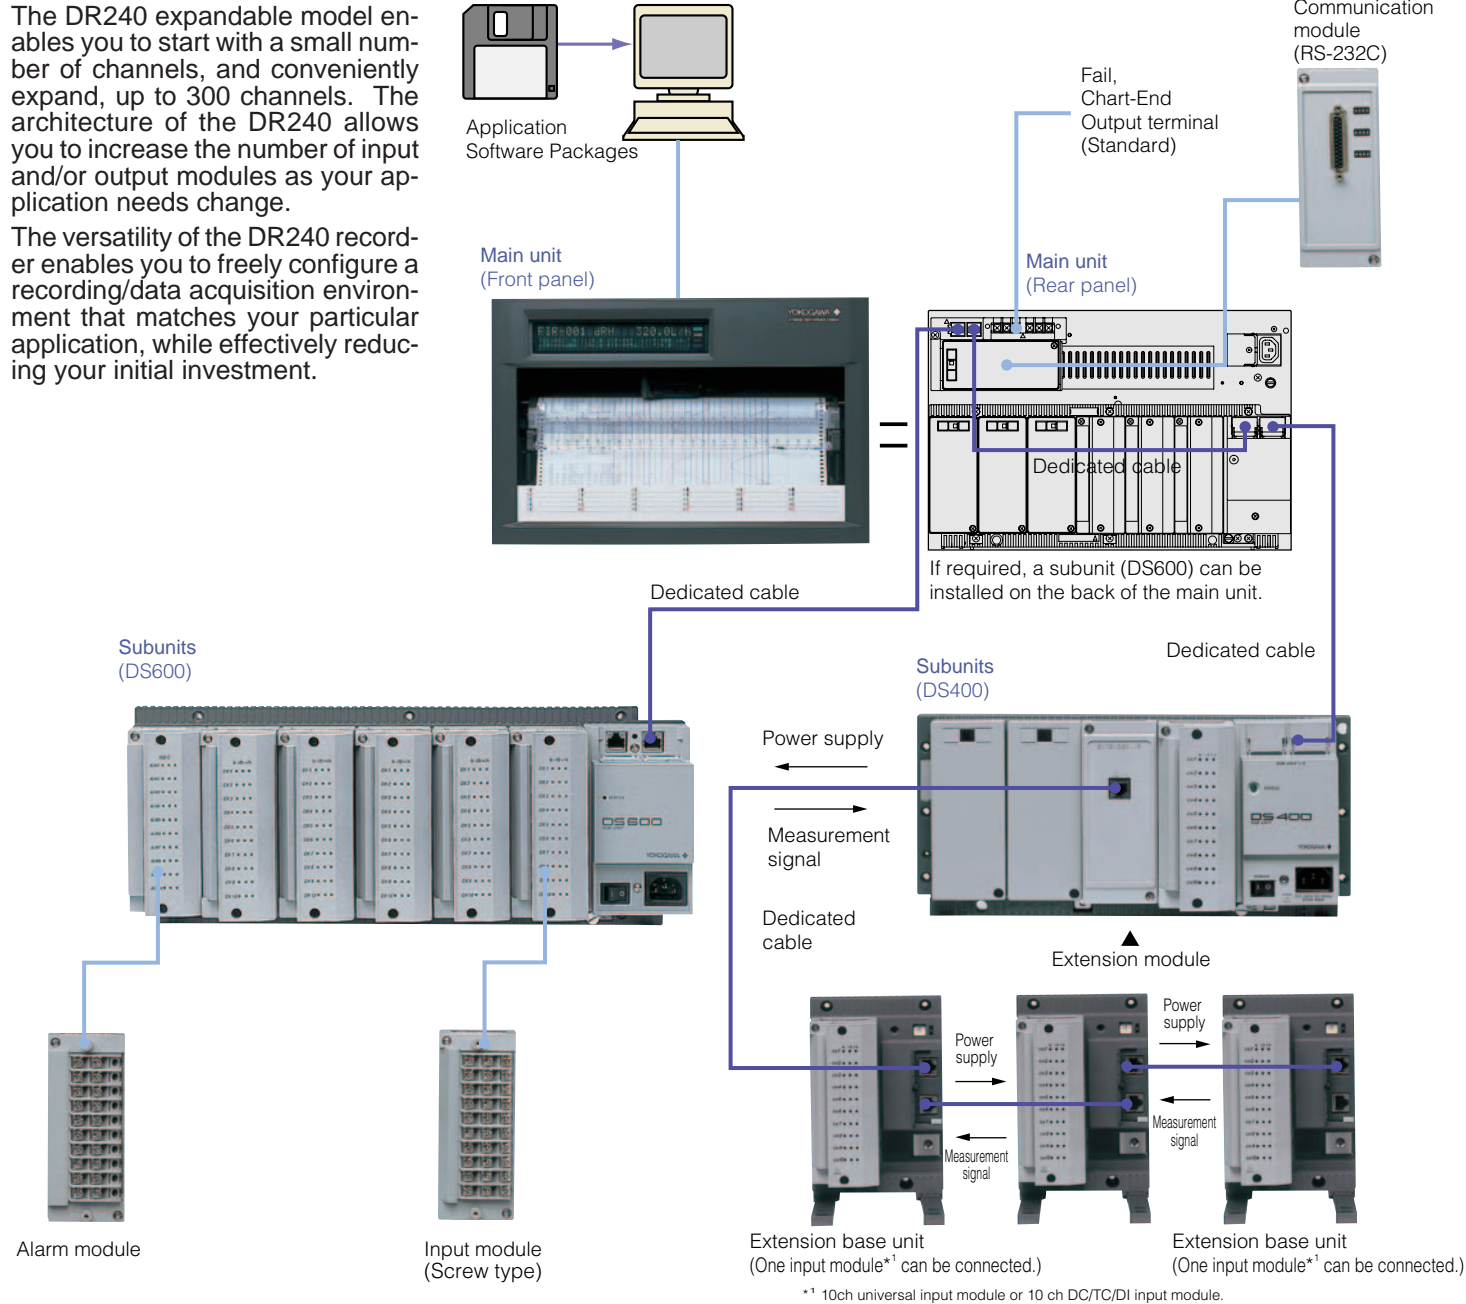 The DR240 expandable model en-
ables you to start with a small num-
ber of channels, and conveniently
expand, up to 300 channels. The
architecture of the DR240 allows
you to increase the number of input
and/or output modules as your ap-
plication needs change.
The versatility of the DR240 record-
er enables you to freely configure a
recording/data acquisition environ-
ment that matches your particular
application, while effectively reduc-
ing your initial investment.
Application
Software Packages
Communication
module
(RS-232C)
Fail,
Chart-End
Output terminal
(Standard)
Main unit
(Front panel)
YOKOGAWA
Main unit
(Rear panel)
Dedicated cable
If required, a subunit (DS600) can be
installed on the back of the main unit.
Dedicated cable
Subunits
(DS600)
DS600
YOKOGAWA
Dedicated cable
Subunits
(DS400)
DS400
YOKOGAWA
Power supply
Measurement
signal
Dedicated
cable
Extension module
Power
supply
Measurement
signal
Power
supply
Measurement
signal
Alarm module
Input module
(Screw type)
Extension base unit
(One input module*1 can be connected.)
Extension base unit
(One input module*1 can be connected.)
*1 10ch universal input module or 10 ch DC/TC/DI input module.